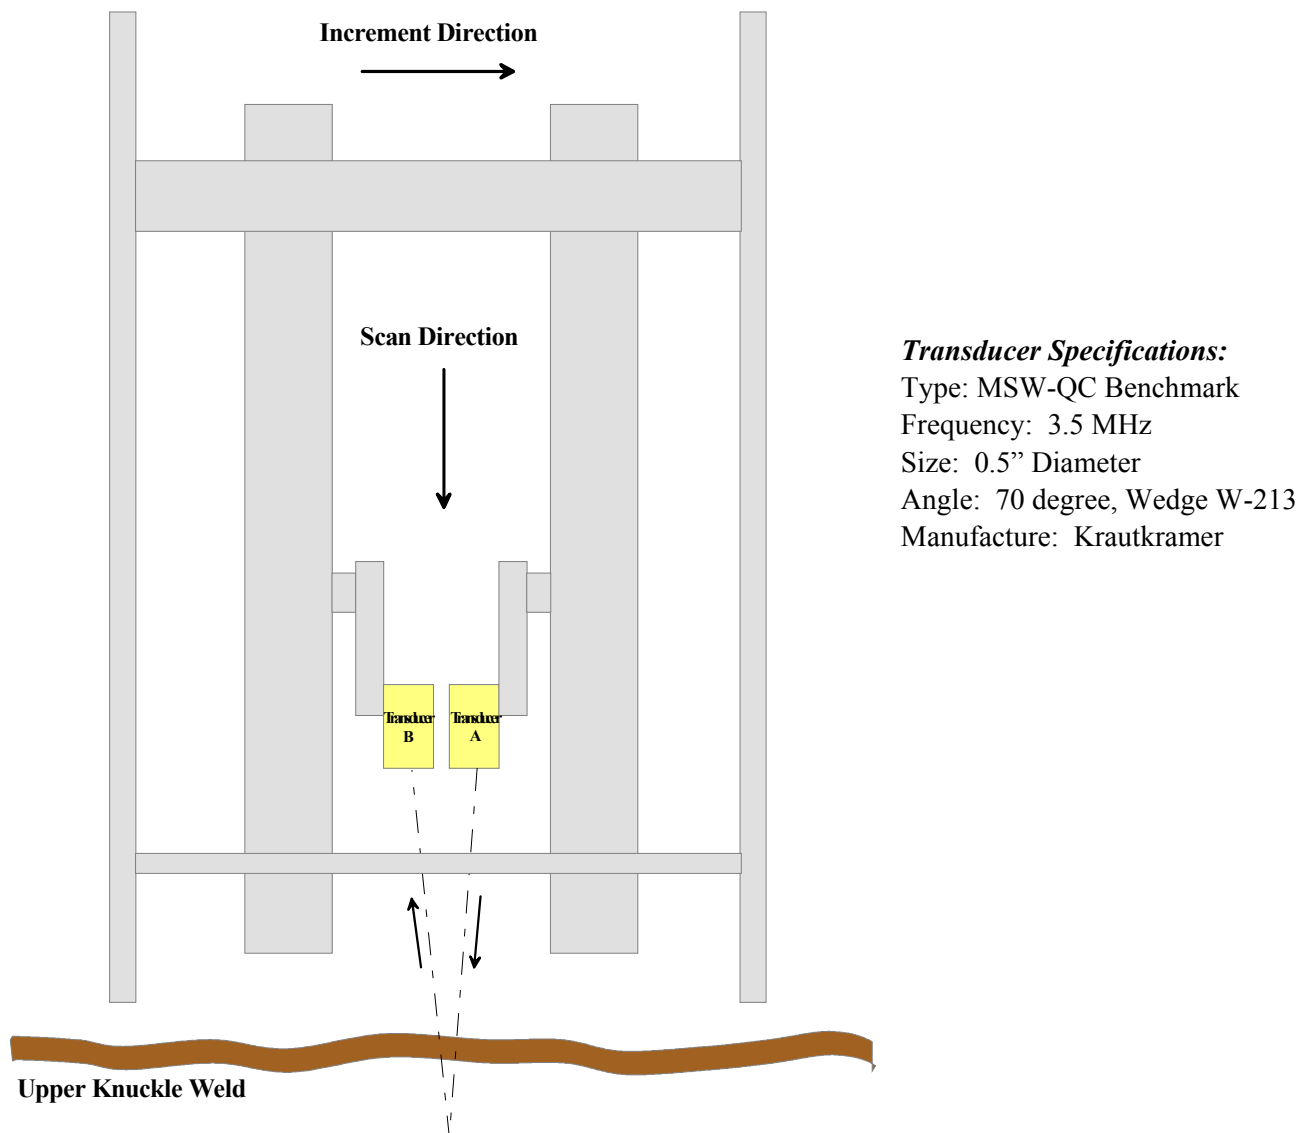 Increment Direction
Scan Direction
Transducer Specifications:
Type: MSW-QC Benchmark
Frequency:  3.5 MHz
Size:  0.5” Diameter
Angle:  70 degree, Wedge W-213
Manufacture:  Krautkramer
Transducer
B
Transducer
A
Upper Knuckle Weld